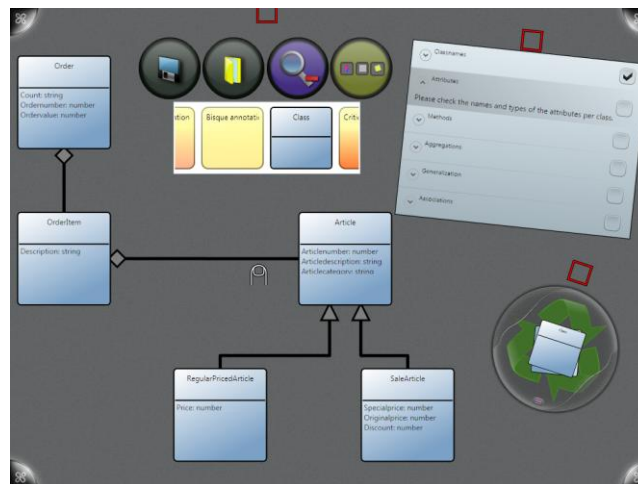 Order
Count: string
Ordernumber: number
Ordervalue: number
Bisque annotati
Class
Classnames
Attributes
Please check the names and types of the attributes per class.
Methods
Aggregations
Generalization
Associations
OrderItem
Description: string
Article
Articlenumber: number
Articledescription: string
Articlecategory: string
RegularPricedArticle
Price: number
SaleArticle
Specialprice: number
Originalprice: number
Discount: number